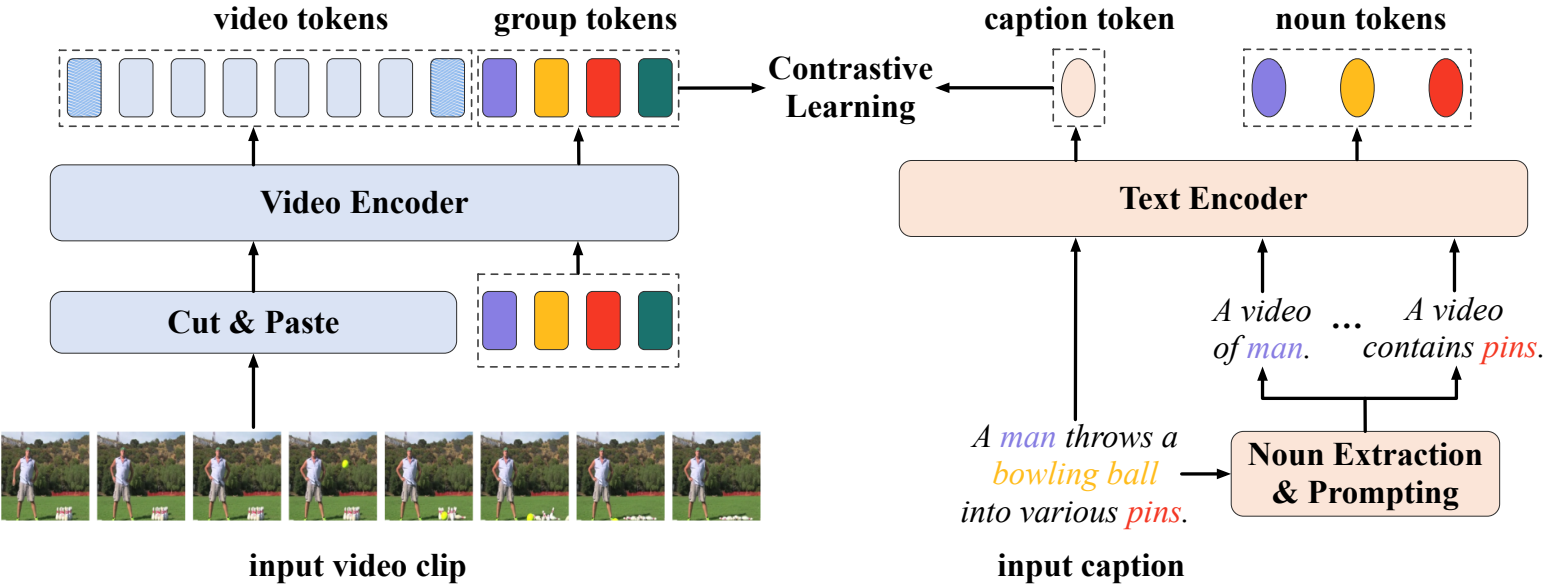 video tokens
group tokens
caption token
noun tokens
Contrastive
Learning
Video Encoder
Text Encoder
Cut & Paste
A video
of man.
...
A video
contains pins.
A man throws a
bowling ball
into various pins.
Noun Extraction
& Prompting
input video clip
input caption